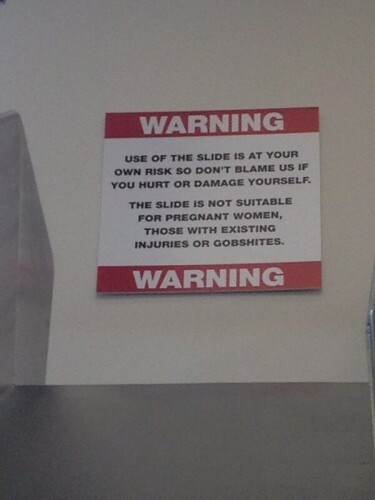 WARNING
USE OF THE SLIDE IS AT YOUR
OWN RISK SO DON'T BLAME US IF
YOU HURT OR DAMAGE YOURSELF.
THE SLIDE IS NOT SUITABLE
FOR PREGNANT WOMEN,
THOSE WITH EXISTING
INJURIES OR GOBSHITES.
WARNING